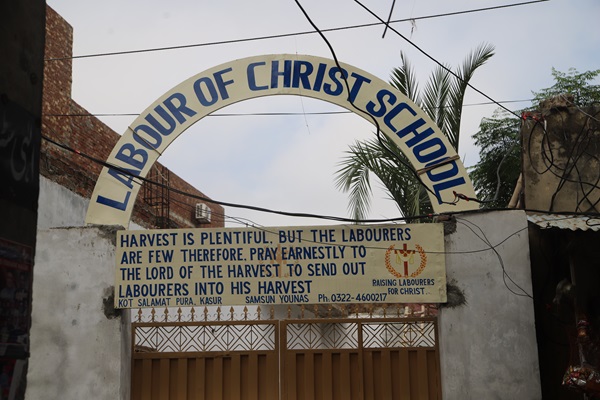 LABOUR OF CHRIST SCHOOL
HARVEST IS PLENTIFUL, BUT THE LABOURERS
ARE FEW THEREFORE, PRAY EARNESTLY TO
THE LORD OF THE HARVEST TO SEND OUT
LABOURERS INTO HIS HARVEST
RAISING LABOURERS
FOR CHRIST...
KOT SALAMAT PURA, KASUR SAMSUN YOUNAS Ph.0322-4600217